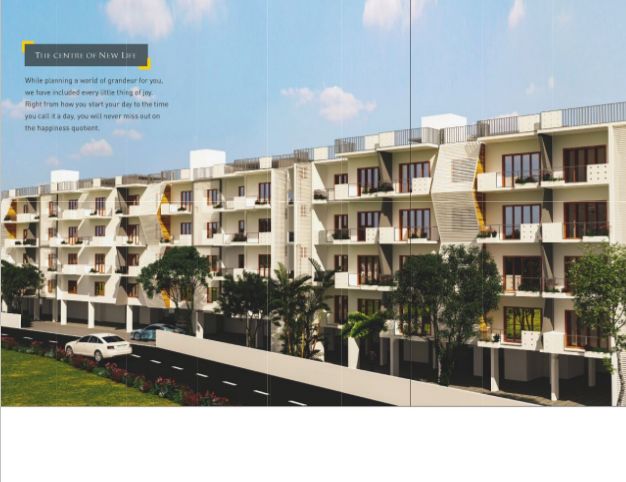 THE CENTRE OF NEW LIFE
While planning a world of grandeur for you,
we have included every little thing of joy.
Right from how you start your day to the time
you call it a day, you will never miss out on
the happiness quotient.